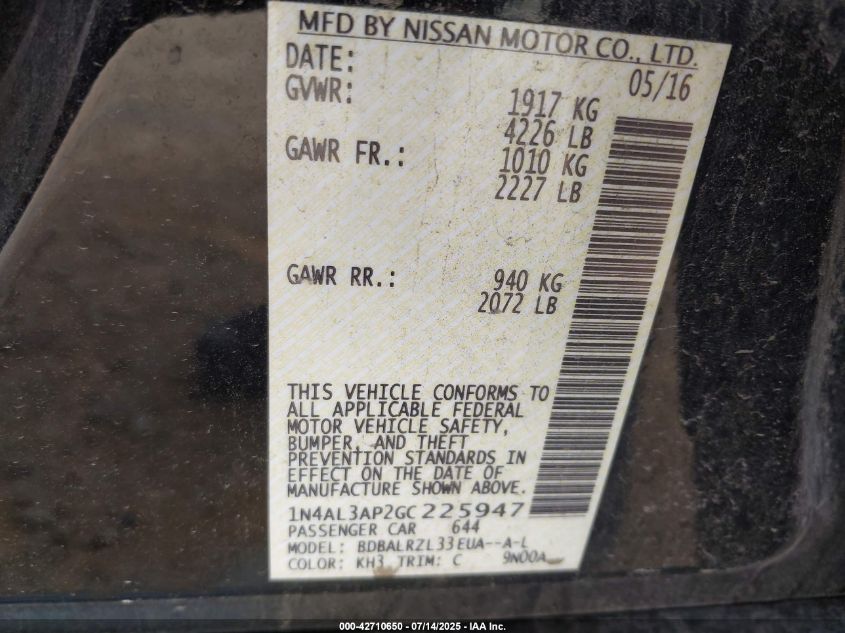 MFD BY NISSAN MOTOR CO., LTD.
DATE: 05/16
GVWR: 1917 KG
4226 LB
GAWR FR.: 1010 KG
2227 LB
GAWR RR.: 940 KG
2072 LB
THIS VEHICLE CONFORMS TO
ALL APPLICABLE FEDERAL
MOTOR VEHICLE SAFETY,
BUMPER, AND THEFT
PREVENTION STANDARDS IN
EFFECT ON THE DATE OF
MANUFACTURE SHOWN ABOVE.
1N4AL3AP2GC225947
PASSENGER CAR 644
MODEL: BDBALRZL33EUA--A-L
COLOR: KH3 TRIM: C 9N00A
000-42710650 / 07/14/2025 - IAA Inc.